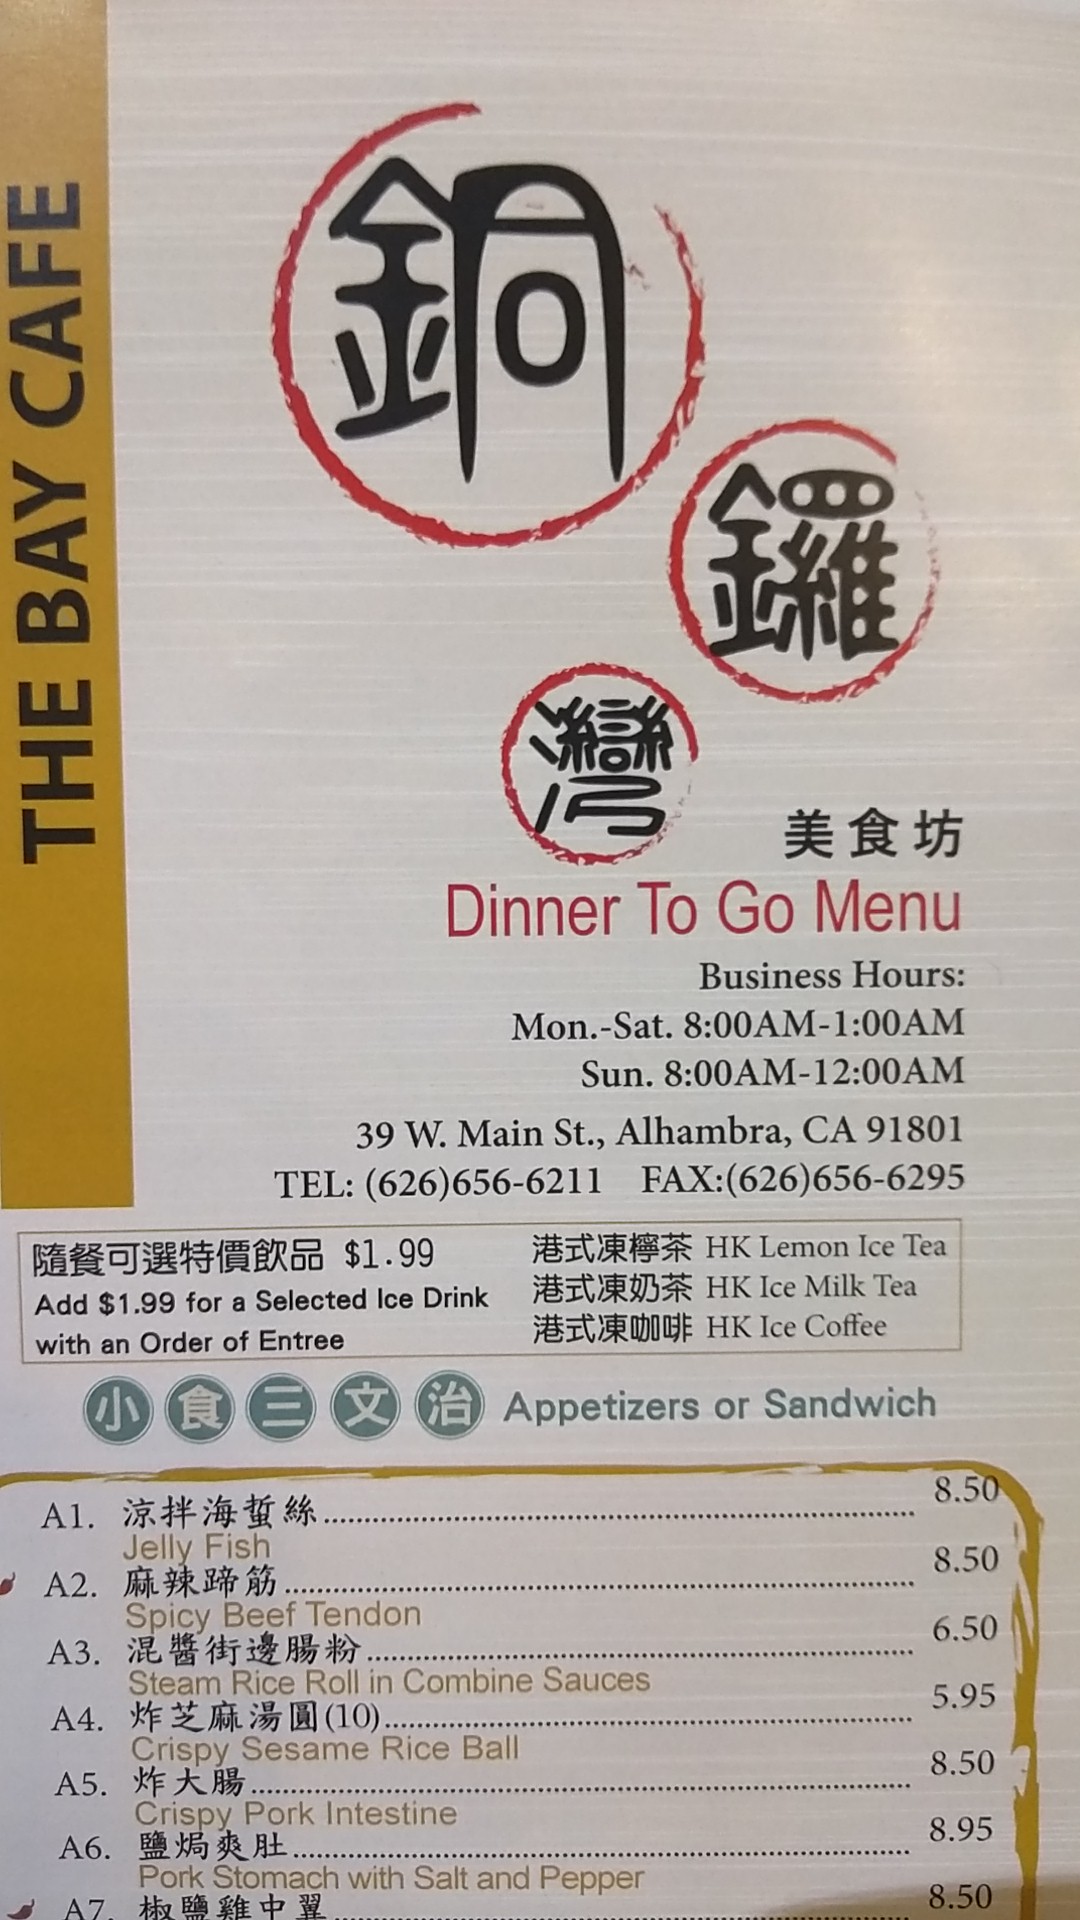 THE BAY CAFE
銅
鑼
灣
美食坊
Dinner To Go Menu
Business Hours:
Mon.-Sat. 8:00AM-1:00AM
Sun. 8:00AM-12:00AM
39 W. Main St., Alhambra, CA 91801
TEL: (626)656-6211 FAX:(626)656-6295
隨餐可選特價飲品 $1.99
Add $1.99 for a Selected Ice Drink
with an Order of Entree
港式凍檸茶 HK Lemon Ice Tea
港式凍奶茶 HK Ice Milk Tea
港式凍咖啡 HK Ice Coffee
小食三文治 Appetizers or Sandwich
A1. 涼拌海蜇絲 8.50
Jelly Fish
A2. 麻辣蹄筋 8.50
Spicy Beef Tendon
A3. 混醬街邊腸粉 6.50
Steam Rice Roll in Combine Sauces
A4. 炸芝麻湯圓(10) 5.95
Crispy Sesame Rice Ball
A5. 炸大腸 8.50
Crispy Pork Intestine
A6. 鹽焗爽肚 8.95
Pork Stomach with Salt and Pepper
A7. 椒鹽雞中翼 8.50